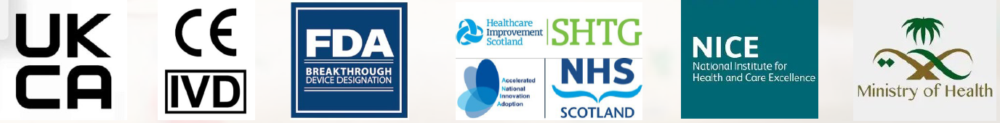 UK
CA
CE
IVD
FDA
BREAKTHROUGH
DEVICE DESIGNATION
Healthcare
Improvement
Scotland
SHTG
Accelerated
National
Innovation
Adoption
NHS
SCOTLAND
NICE
National Institute for
Health and Care Excellence
Ministry of Health